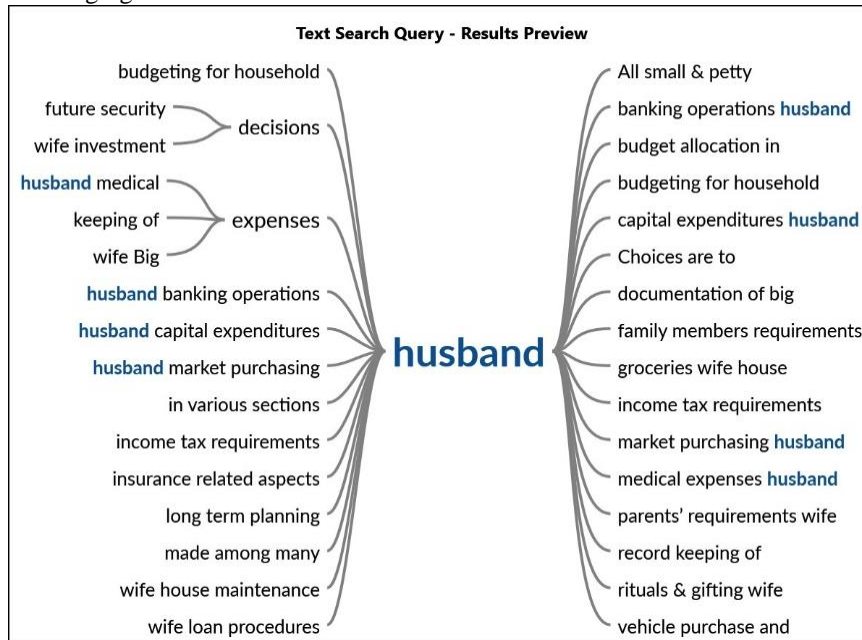 Text Search Query - Results Preview
budgeting for household
future security
wife investment
decisions
husband medical
keeping of
wife Big
expenses
husband banking operations
husband capital expenditures
husband market purchasing
in various sections
income tax requirements
insurance related aspects
long term planning
made among many
wife house maintenance
wife loan procedures
husband
All small & petty
banking operations husband
budget allocation in
budgeting for household
capital expenditures husband
Choices are to
documentation of big
family members requirements
groceries wife house
income tax requirements
market purchasing husband
medical expenses husband
parents’ requirements wife
record keeping of
rituals & gifting wife
vehicle purchase and